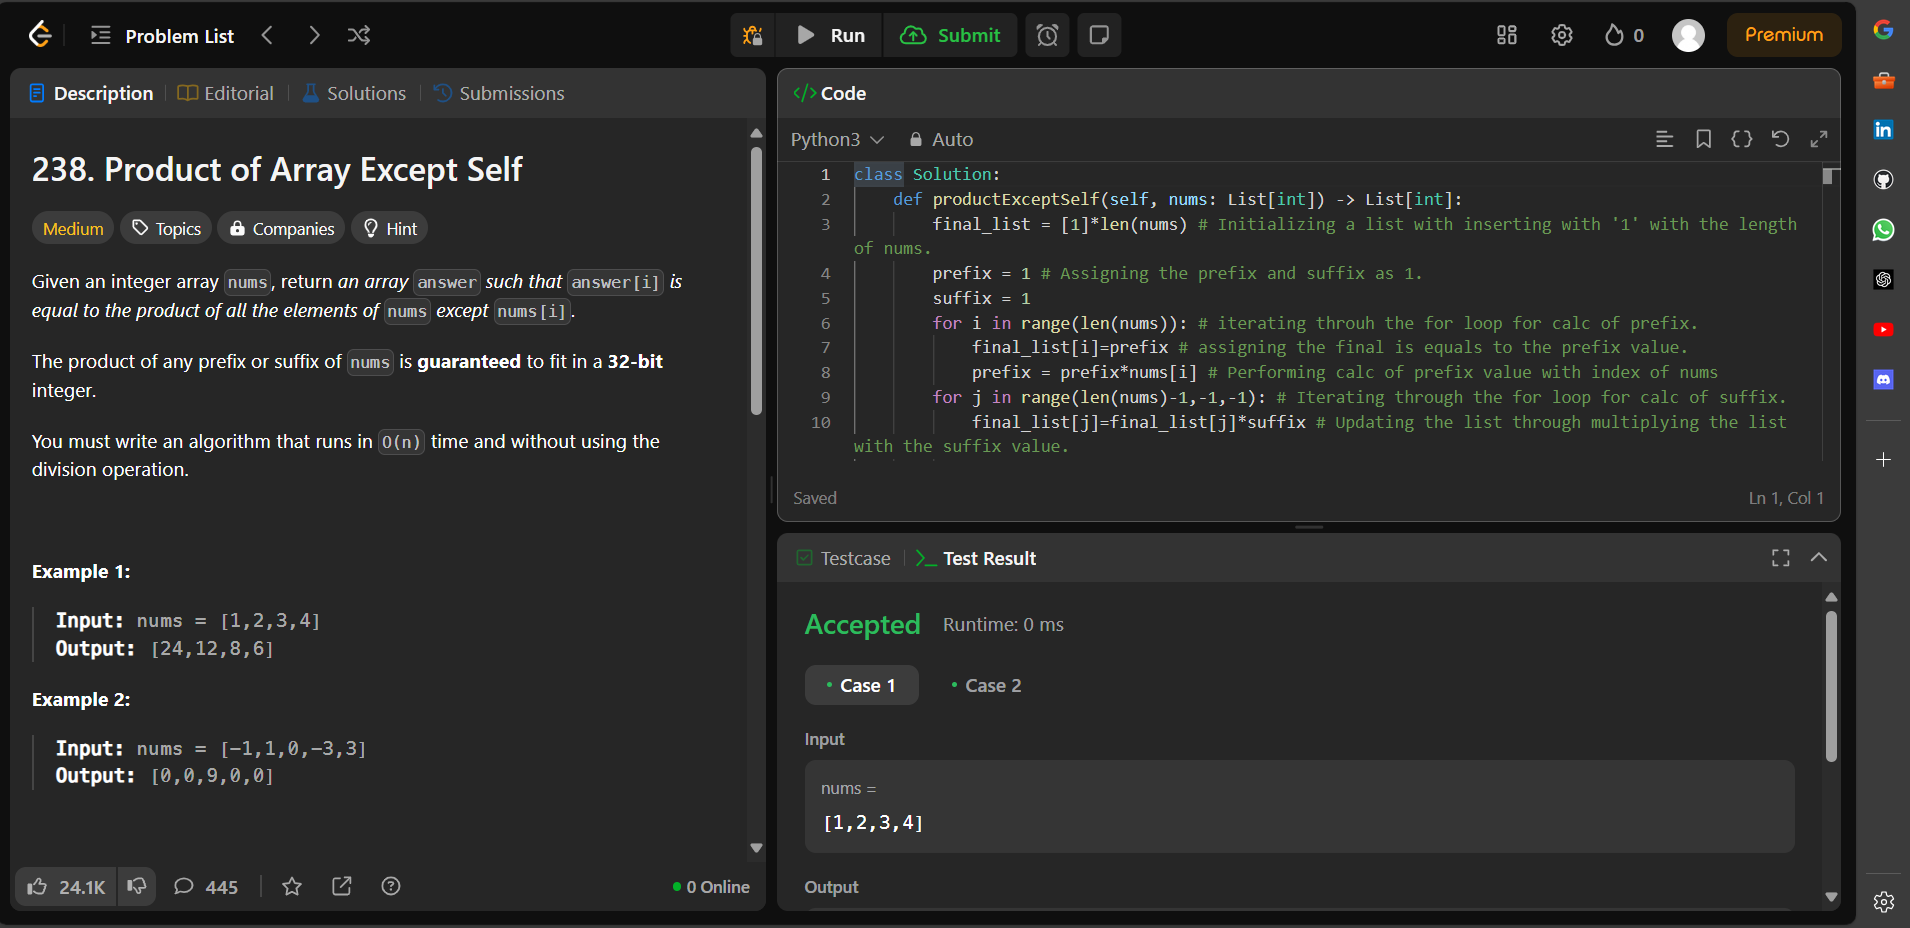 Problem List
Run
Submit
0
Premium
Description
Editorial
Solutions
Submissions
238. Product of Array Except Self
Medium
Topics
Companies
Hint
Given an integer array nums, return an array answer such that answer[i] is
equal to the product of all the elements of nums except nums[i].
The product of any prefix or suffix of nums is guaranteed to fit in a 32-bit
integer.
You must write an algorithm that runs in O(n) time and without using the
division operation.
Example 1:
Input: nums = [1,2,3,4]
Output: [24,12,8,6]
Example 2:
Input: nums = [-1,1,0,-3,3]
Output: [0,0,9,0,0]
24.1K
445
0 Online
</> Code
Python3
Auto
1 class Solution:
2 def productExceptSelf(self, nums: List[int]) -> List[int]:
3 final_list = [1]*len(nums) # Initializing a list with inserting with '1' with the length
of nums.
4 prefix = 1 # Assigning the prefix and suffix as 1.
5 suffix = 1
6 for i in range(len(nums)): # iterating throuh the for loop for calc of prefix.
7 final_list[i]=prefix # assigning the final is equals to the prefix value.
8 prefix = prefix*nums[i] # Performing calc of prefix value with index of nums
9 for j in range(len(nums)-1,-1,-1): # Iterating through the for loop for calc of suffix.
10 final_list[j]=final_list[j]*suffix # Updating the list through multiplying the list
with the suffix value.
Saved
Ln 1, Col 1
Testcase
Test Result
Accepted
Runtime: 0 ms
Case 1
Case 2
Input
nums =
[1,2,3,4]
Output